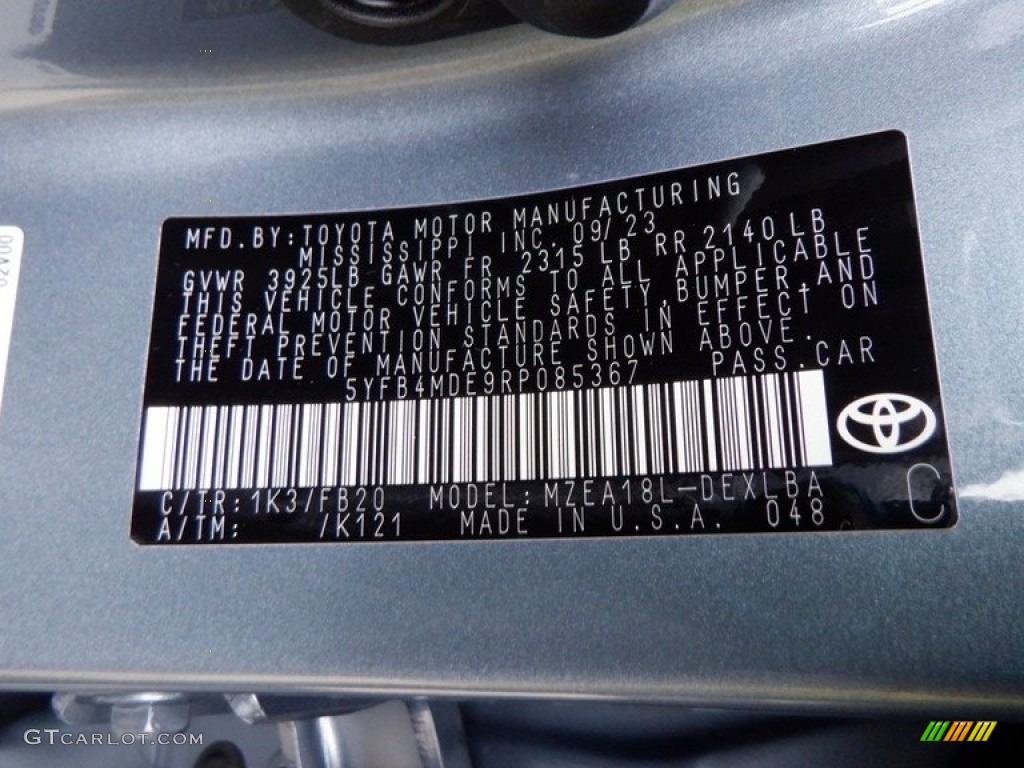 02V00
MFD.BY:TOYOTA MOTOR MANUFACTURING
MISSISSIPPI INC. 09/23
GVWR 3925LB GAWR FR 2315 LB RR 2140 LB
THIS VEHICLE CONFORMS TO ALL APPLICABLE
FEDERAL MOTOR VEHICLE SAFETY,BUMPER,AND
THEFT PREVENTION STANDARDS IN EFFECT ON
THE DATE OF MANUFACTURE SHOWN ABOVE.
5YFB4MDE9RP085367 PASS.CAR
C/TR:1K3/FB20 MODEL:MZEA18L-DEXLBA
A/TM: /K121 MADE IN U.S.A. 048 C
GTCARLOT.COM